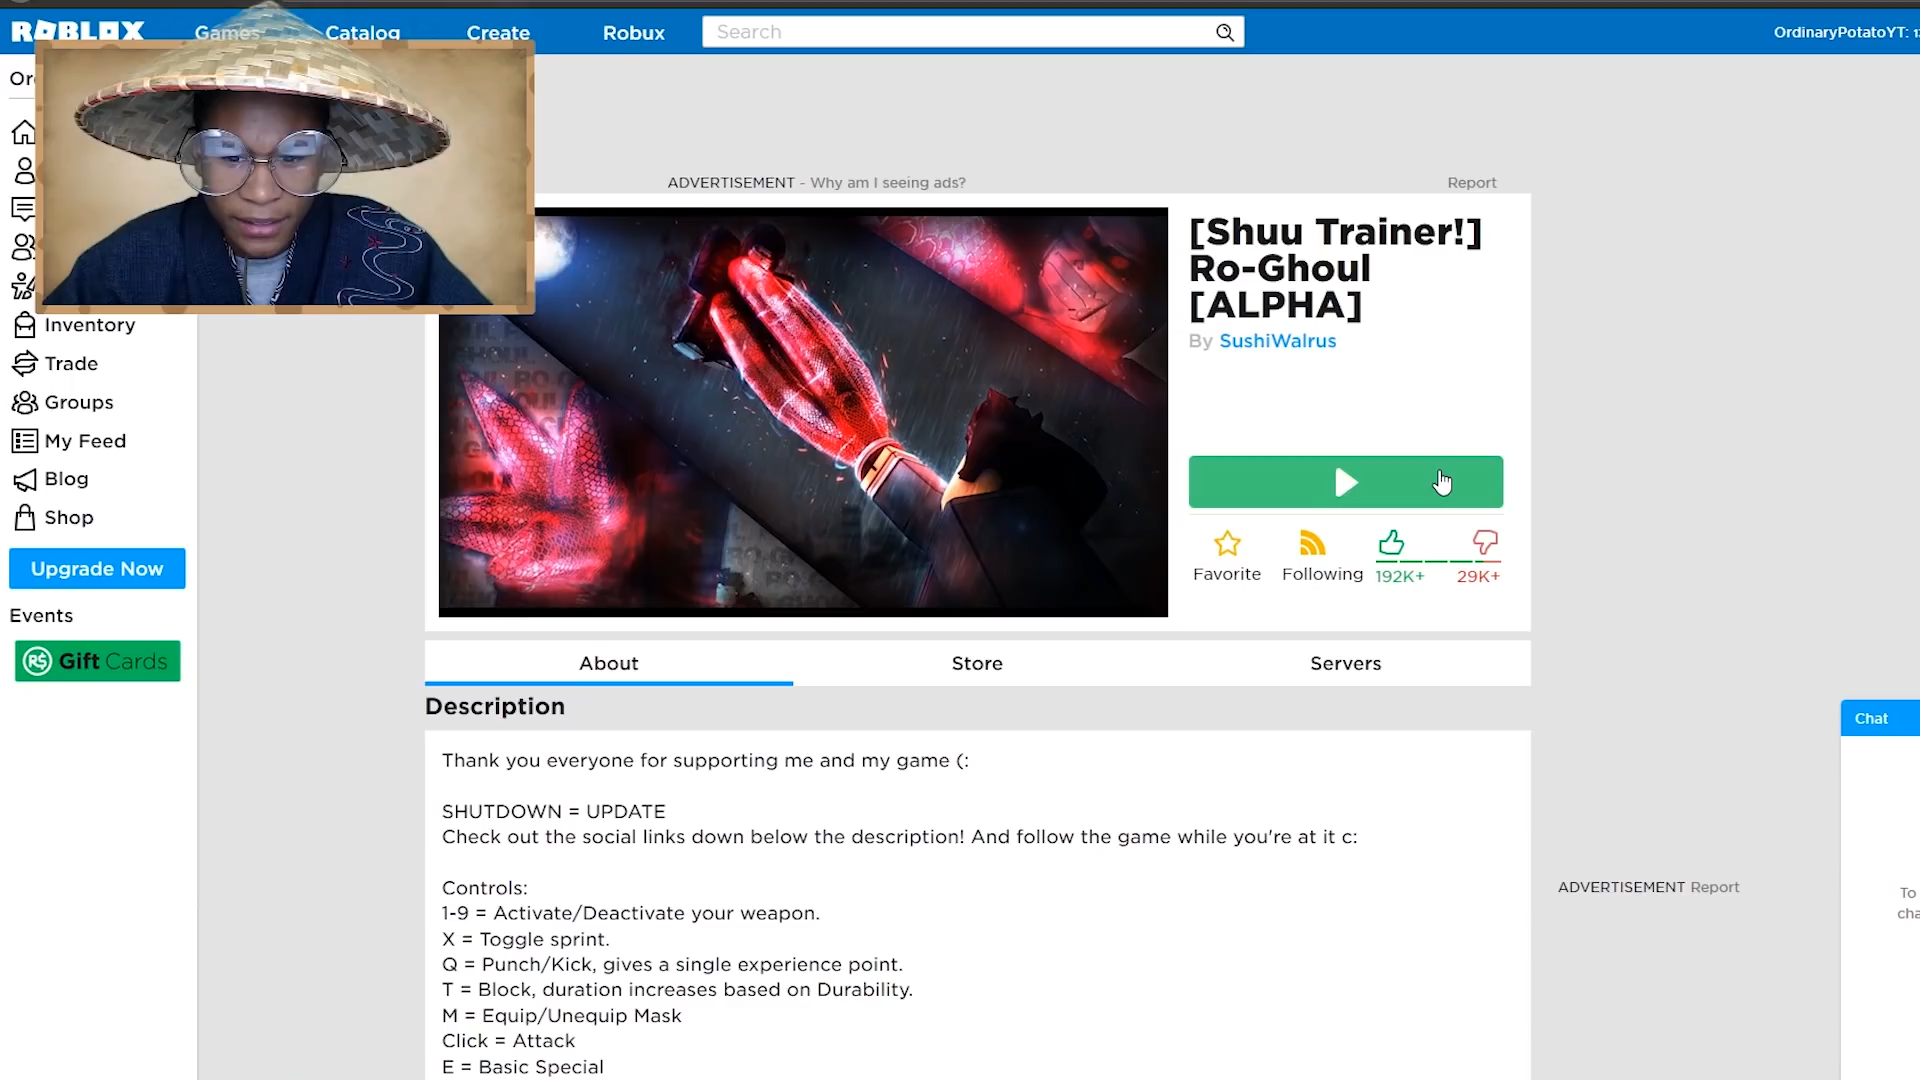 ROBLOX
Games
Catalog
Create
Robux
Search
OrdinaryPotatoYT:
Inventory
Trade
Groups
My Feed
Blog
Shop
Upgrade Now
Events
R$ Gift Cards
ADVERTISEMENT - Why am I seeing ads?
Report
[Shuu Trainer!]
Ro-Ghoul
[ALPHA]
By SushiWalrus
Favorite
Following
192K+
29K+
About
Store
Servers
Description
Thank you everyone for supporting me and my game (:
SHUTDOWN = UPDATE
Check out the social links down below the description! And follow the game while you're at it c:
Controls:
1-9 = Activate/Deactivate your weapon.
X = Toggle sprint.
Q = Punch/Kick, gives a single experience point.
T = Block, duration increases based on Durability.
M = Equip/Unequip Mask
Click = Attack
E = Basic Special
ADVERTISEMENT Report
Chat
To